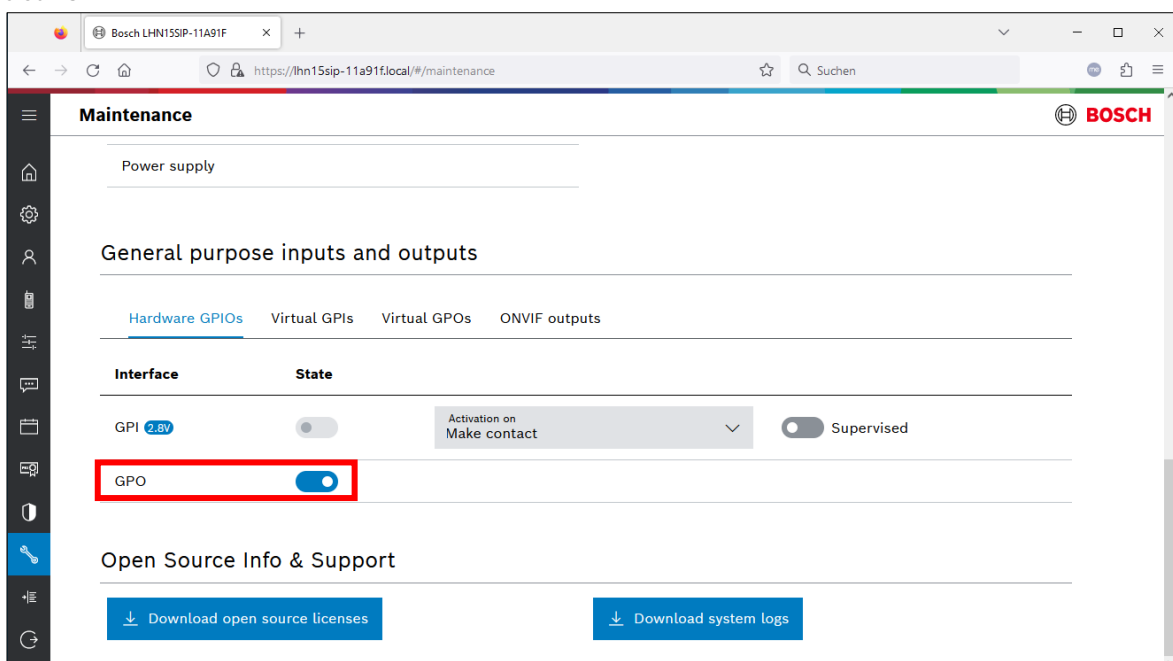 Bosch LHN15SIP-11A91F
https://lhn15sip-11a91f.local/#/maintenance
Suchen
Maintenance
BOSCH
Power supply
General purpose inputs and outputs
Hardware GPIOs Virtual GPIs Virtual GPOs ONVIF outputs
Interface State
GPI 2.8V Activation on Make contact Supervised
GPO
Open Source Info & Support
Download open source licenses Download system logs